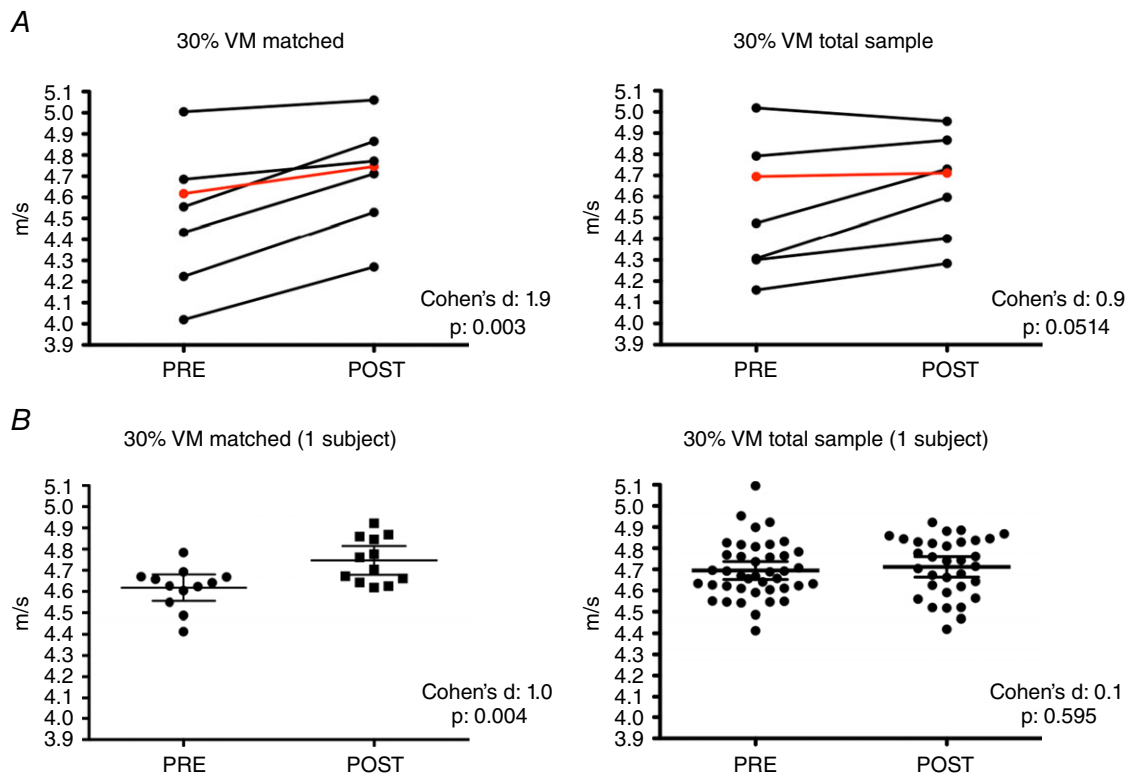 A
30% VM matched
30% VM total sample
5.1
5.0
4.9
4.8
4.7
4.6
4.5
4.4
4.3
4.2
4.1
4.0
3.9
m/s
Cohen's d: 1.9
p: 0.003
PRE
POST
5.1
5.0
4.9
4.8
4.7
4.6
4.5
4.4
4.3
4.2
4.1
4.0
3.9
m/s
Cohen's d: 0.9
p: 0.0514
PRE
POST
B
30% VM matched (1 subject)
30% VM total sample (1 subject)
5.1
5.0
4.9
4.8
4.7
4.6
4.5
4.4
4.3
4.2
4.1
4.0
3.9
m/s
Cohen's d: 1.0
p: 0.004
PRE
POST
5.1
5.0
4.9
4.8
4.7
4.6
4.5
4.4
4.3
4.2
4.1
4.0
3.9
m/s
Cohen's d: 0.1
p: 0.595
PRE
POST